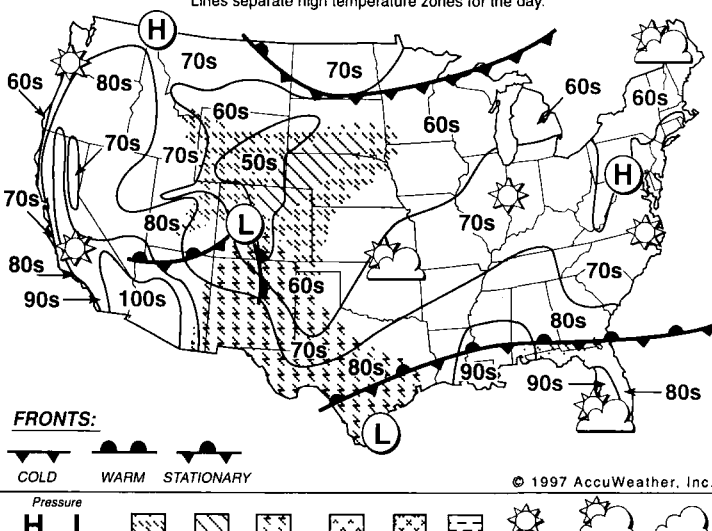 Lines separate high temperature zones for the day.
H
70s 70s
60s 80s 60s 60s 60s
60s
70s 70s 50s H
70s 80s L 70s
80s 60s 70s
90s 100s 80s
70s 80s 90s 90s 80s
L
FRONTS:
COLD WARM STATIONARY
© 1997 AccuWeather, Inc.
Pressure
H L